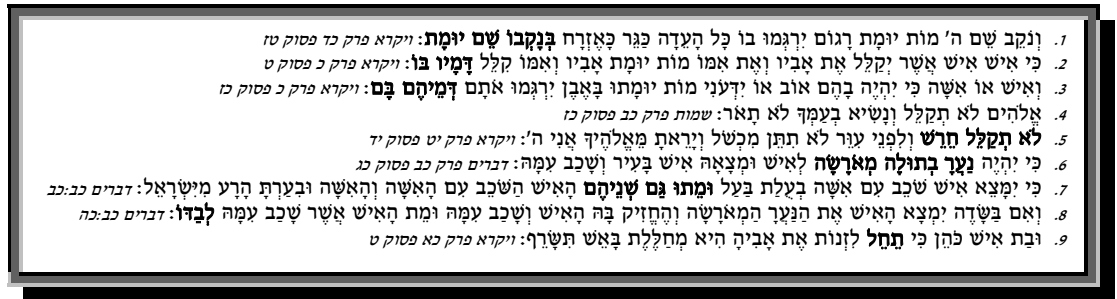 1. וְנֹקֵב שֵׁם ה' מוֹת יוּמָת רָגוֹם יִרְגְּמוּ בוֹ כָּל הָעֵדָה כַּגֵּר כָּאֶזְרָח בְּנָקְבוֹ שֵׁם יוּמָת: ויקרא פרק כד פסוק טז
2. כִּי אִישׁ אִישׁ אֲשֶׁר יְקַלֵּל אֶת אָבִיו וְאֶת אִמּוֹ מוֹת יוּמָת אָבִיו וְאִמּוֹ קִלֵּל דָּמָיו בּוֹ: ויקרא פרק כ פסוק ט
3. וְאִישׁ אוֹ אִשָּׁה כִּי יִהְיֶה בָהֶם אוֹב אוֹ יִדְּעֹנִי מוֹת יוּמָתוּ בָּאֶבֶן יִרְגְּמוּ אֹתָם דְּמֵיהֶם בָּם: ויקרא פרק כ פסוק כז
4. אֱלֹהִים לֹא תְקַלֵּל וְנָשִׂיא בְעַמְּךָ לֹא תָאֹר: שמות פרק כב פסוק כז
5. לֹא תְקַלֵּל חֵרֵשׁ וְלִפְנֵי עִוֵּר לֹא תִתֵּן מִכְשֹׁל וְיָרֵאתָ מֵּאֱלֹהֶיךָ אֲנִי ה': ויקרא פרק יט פסוק יד
6. כִּי יִהְיֶה נַעֲרָ בְתוּלָה מְאֹרָשָׂה לְאִישׁ וּמְצָאָהּ אִישׁ בָּעִיר וְשָׁכַב עִמָּהּ: דברים פרק כב פסוק כג
7. כִּי יִמָּצֵא אִישׁ שֹׁכֵב עִם אִשָּׁה בְעֻלַת בַּעַל וּמֵתוּ גַּם שְׁנֵיהֶם הָאִישׁ הַשֹּׁכֵב עִם הָאִשָּׁה וְהָאִשָּׁה וּבִעַרְתָּ הָרָע מִיִּשְׂרָאֵל: דברים כב:כב
8. וְאִם בַּשָּׂדֶה יִמְצָא הָאִישׁ אֶת הַנַּעֲרָ הַמְאֹרָשָׂה וְהֶחֱזִיק בָּהּ הָאִישׁ וְשָׁכַב עִמָּהּ וּמֵת הָאִישׁ אֲשֶׁר שָׁכַב עִמָּהּ לְבַדּוֹ: דברים כב:כה
9. וּבַת אִישׁ כֹּהֵן כִּי תֵחֵל לִזְנוֹת אֶת אָבִיהָ הִיא מְחַלֶּלֶת בָּאֵשׁ תִּשָּׂרֵף: ויקרא פרק כא פסוק ט